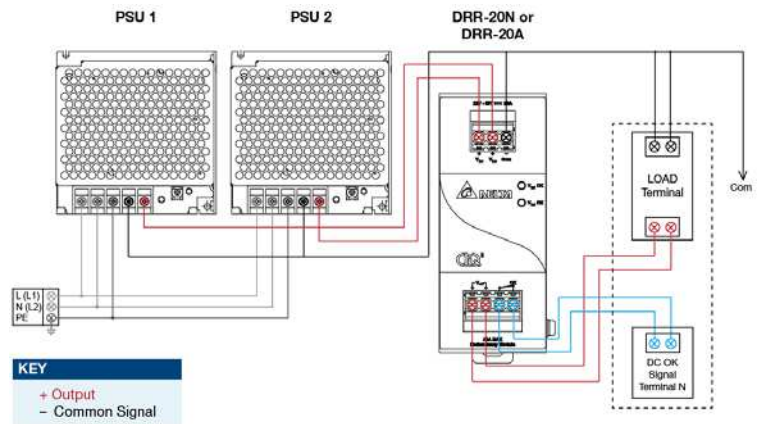 PSU 1
PSU 2
DRR-20N or
DRR-20A
DELTA
LOAD
Terminal
Com
L (L1)
N (L2)
PE
DC OK
Signal
Terminal N
KEY
+ Output
– Common Signal